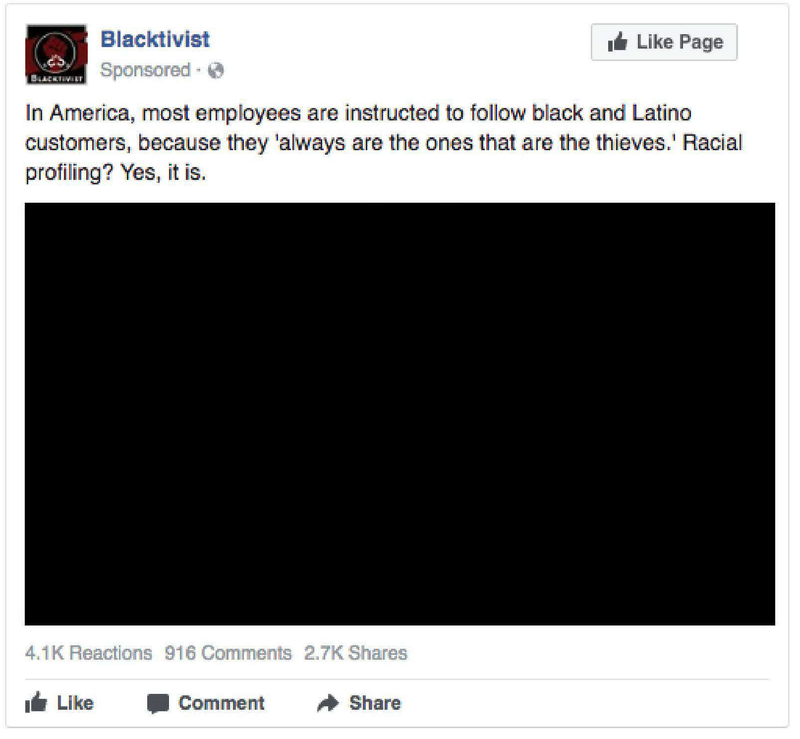 Blacktivist
Like Page
Sponsored ·
BLACKTIVIST
In America, most employees are instructed to follow black and Latino
customers, because they 'always are the ones that are the thieves.' Racial
profiling? Yes, it is.
4.1K Reactions 916 Comments 2.7K Shares
Like Comment Share